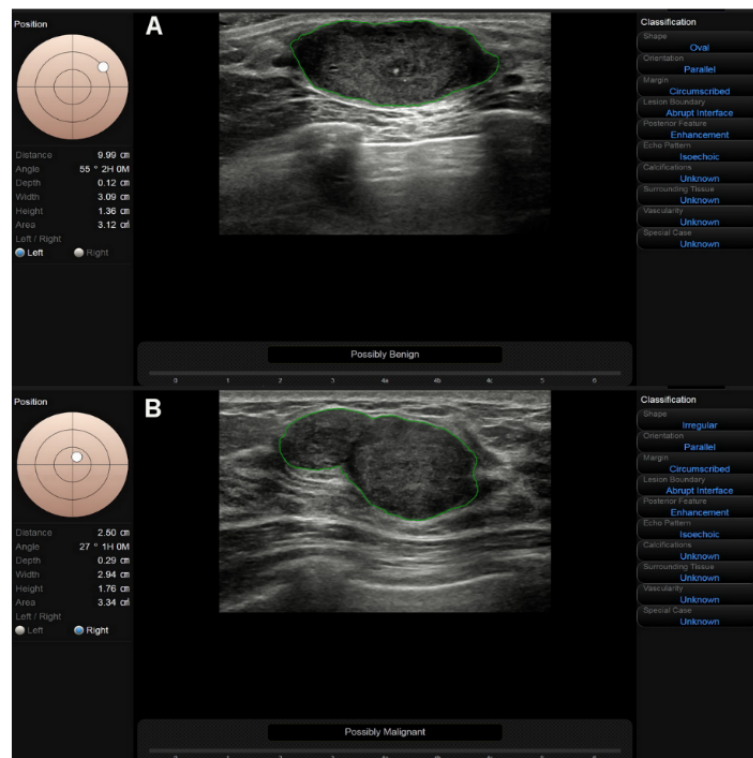 Position
Distance 9.99 cm
Angle 55 ° 2H 0M
Depth 0.12 cm
Width 3.09 cm
Height 1.36 cm
Area 3.12 cm²
Left / Right
Left Right
A
Possibly Benign
0 1 2 3 4a 4b 4c 5 6
Classification
Shape
Oval
Orientation
Parallel
Margin
Circumscribed
Lesion Boundary
Abrupt Interface
Posterior Feature
Enhancement
Echo Pattern
Isoechoic
Calcifications
Unknown
Surrounding Tissue
Unknown
Vascularity
Unknown
Special Case
Unknown
Position
Distance 2.50 cm
Angle 27 ° 1H 0M
Depth 0.29 cm
Width 2.94 cm
Height 1.76 cm
Area 3.34 cm²
Left / Right
Left Right
B
Possibly Malignant
Classification
Shape
Irregular
Orientation
Parallel
Margin
Circumscribed
Lesion Boundary
Abrupt Interface
Posterior Feature
Enhancement
Echo Pattern
Isoechoic
Calcifications
Unknown
Surrounding Tissue
Unknown
Vascularity
Unknown
Special Case
Unknown